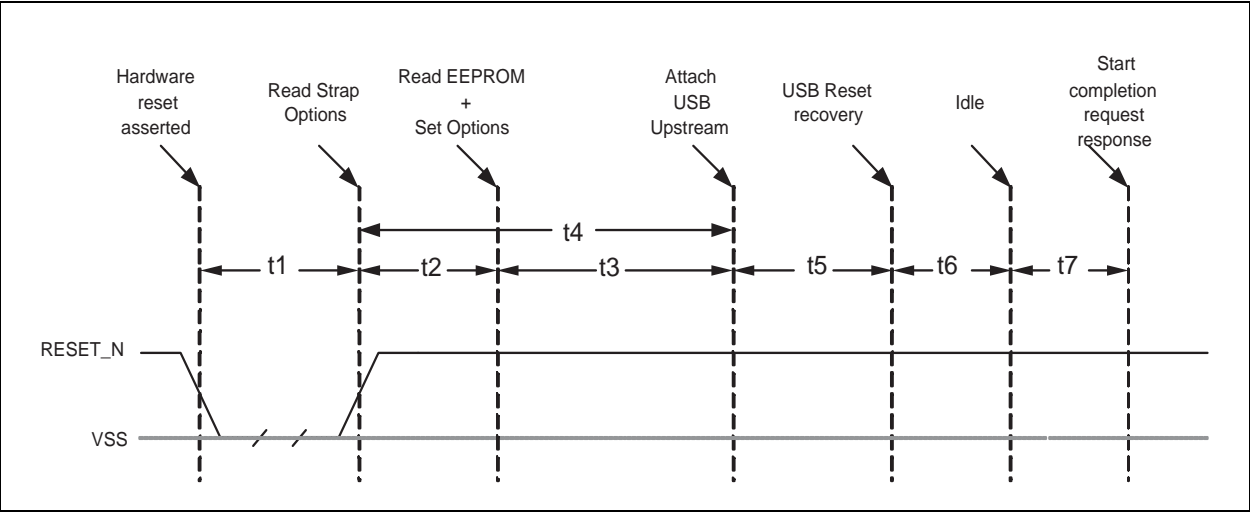 Hardware
reset
asserted
Read Strap
Options
Read EEPROM
+
Set Options
Attach
USB
Upstream
USB Reset
recovery
Idle
Start
completion
request
response
t4
t1
t2
t3
t5
t6
t7
RESET_N
VSS